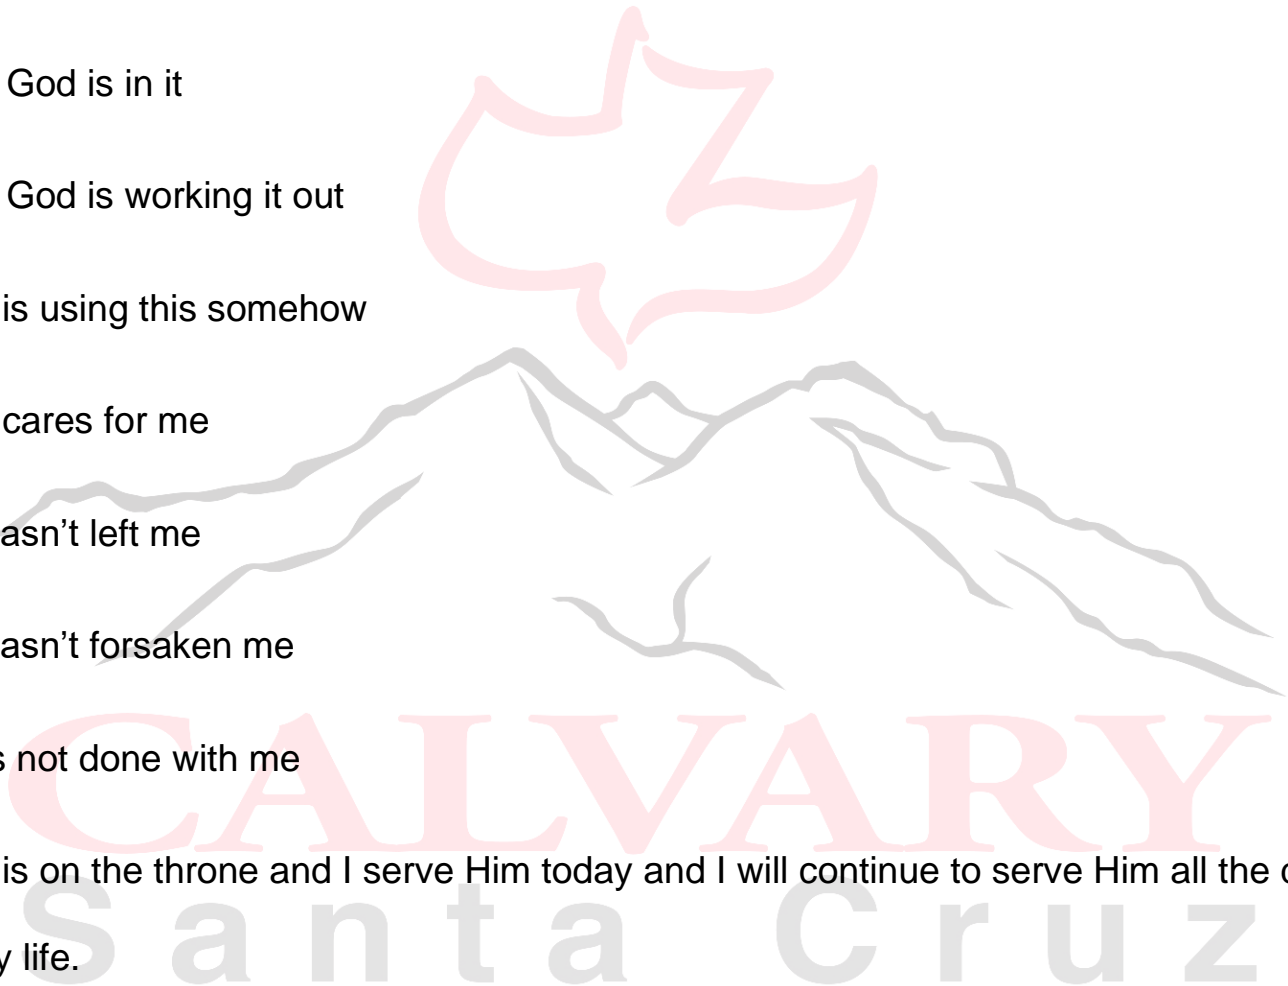 God is in it
God is working it out
is using this somehow
cares for me
asn’t left me
asn’t forsaken me
s not done with me
is on the throne and I serve Him today and I will continue to serve Him all the
y life.
CALVARY
Santa Cruz